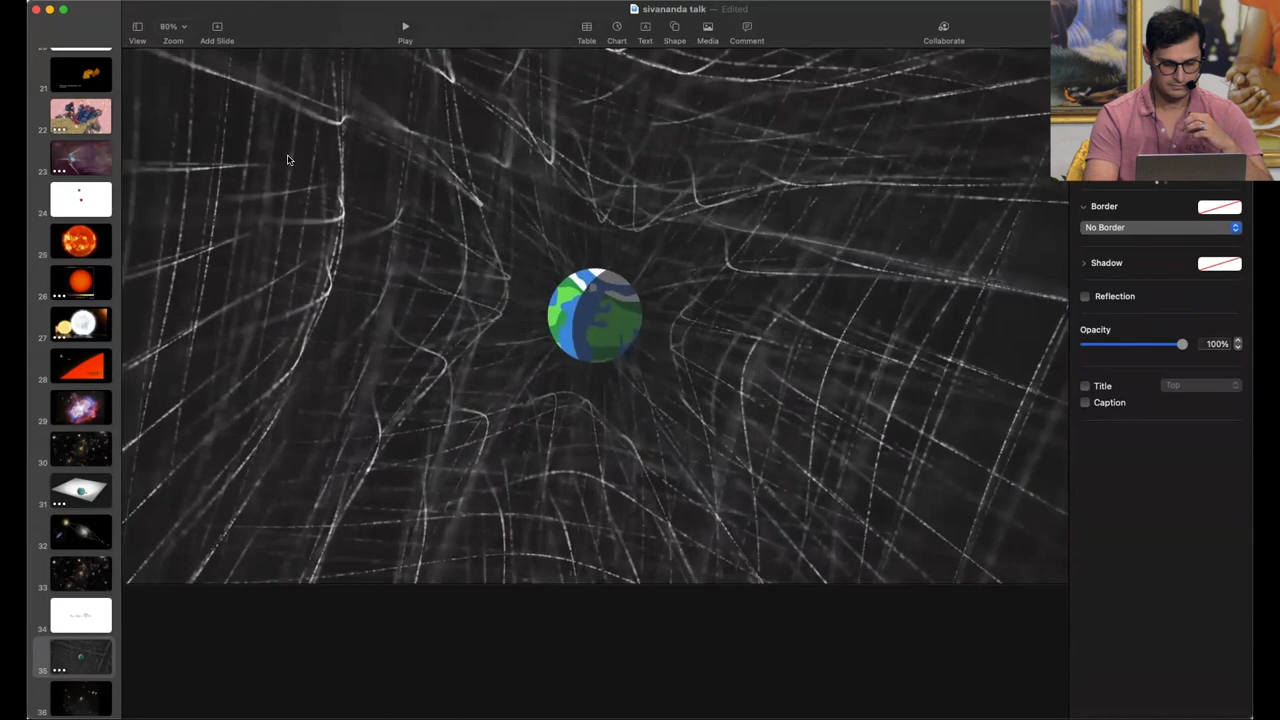 sivananda talk — Edited
View
80%
Zoom
Add Slide
Play
Table
Chart
Text
Shape
Media
Comment
Collaborate
21
22
23
24
25
26
27
28
29
30
31
32
33
34
35
36
Border
No Border
Shadow
Reflection
Opacity
100%
Title
Top
Caption